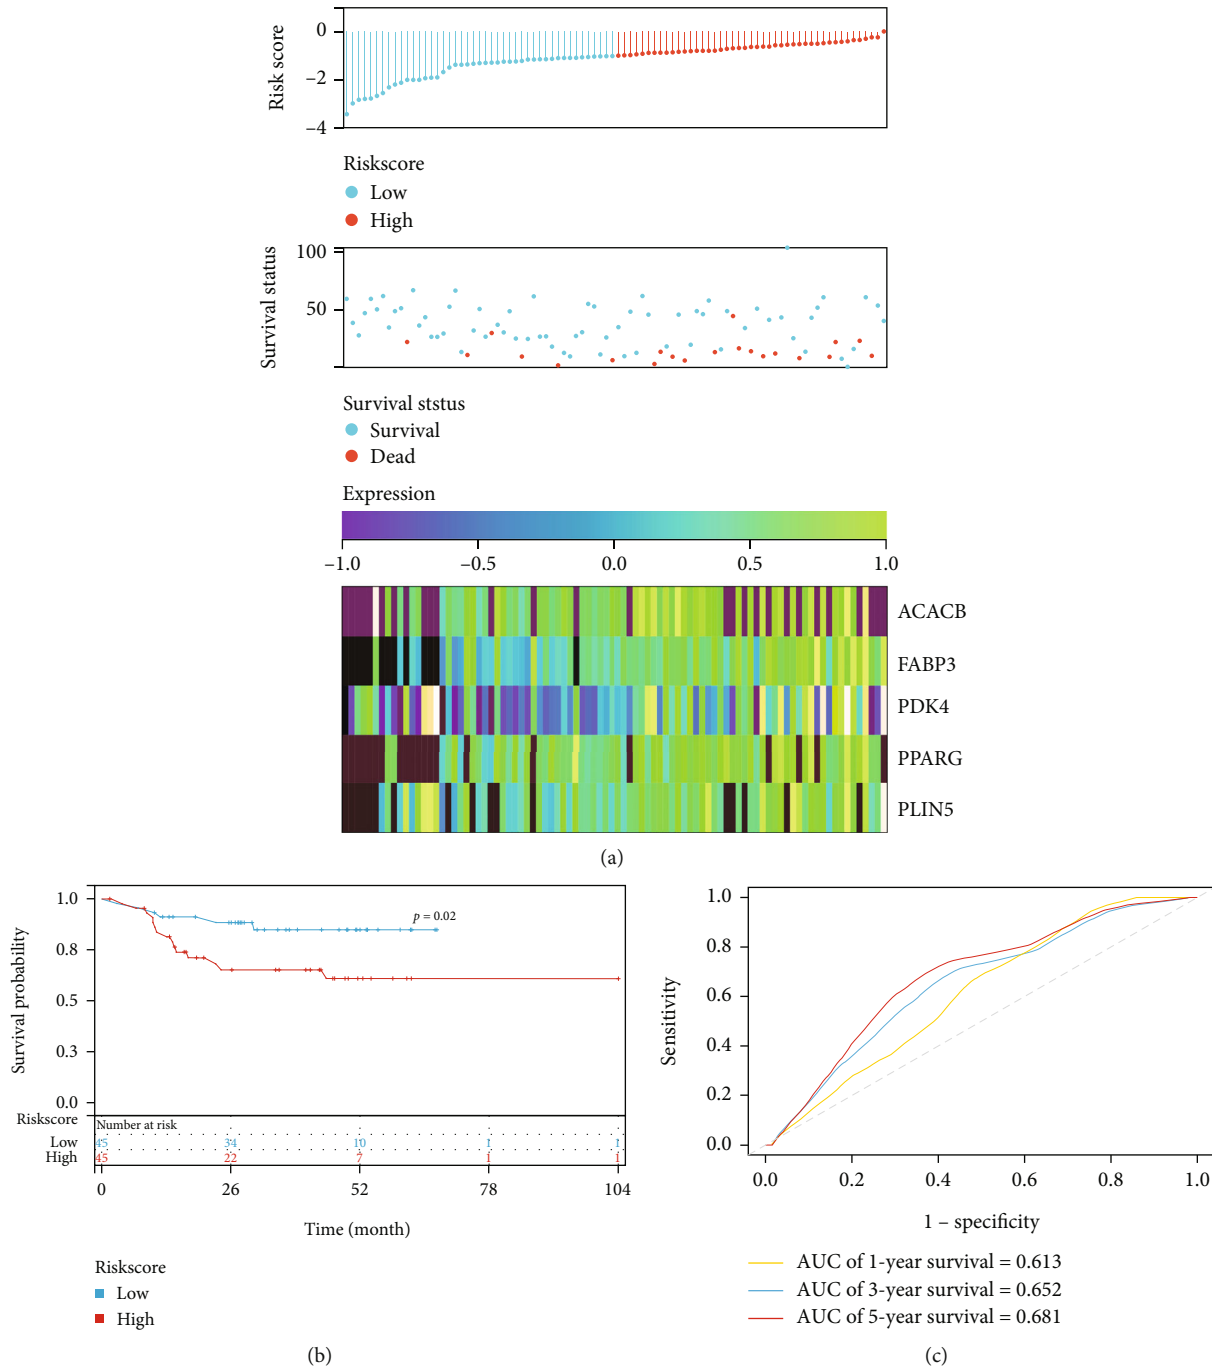 0
−2
−4
Risk score
Riskscore
Low
High
100
50
Survival status
Survival ststus
Survival
Dead
Expression
−1.0 −0.5 0.0 0.5 1.0
ACACB
FABP3
PDK4
PPARG
PLIN5
(a)
1.0
0.8
0.5
0.3
0.0
Survival probability
p = 0.02
Riskscore
Number at risk
Low 45 34 10 1 1
High 45 22 7 1 1
0 26 52 78 104
Time (month)
Riskscore
Low
High
(b)
1.0
0.8
0.6
0.4
0.2
0.0
Sensitivity
0.0 0.2 0.4 0.6 0.8 1.0
1 – specificity
AUC of 1-year survival = 0.613
AUC of 3-year survival = 0.652
AUC of 5-year survival = 0.681
(c)